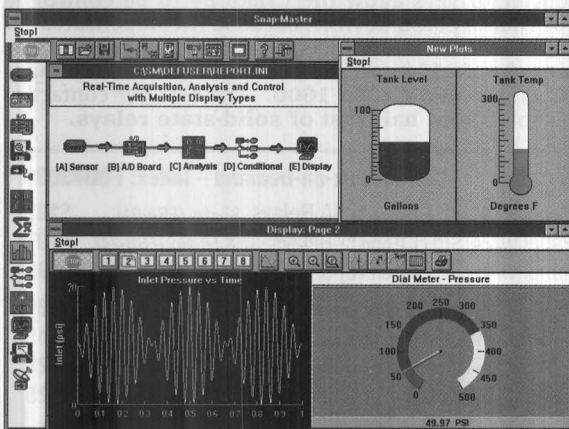 Snap-Master
Stop!
C:\SM\DEFUSER\REPORT.INI
Real-Time Acquisition, Analysis and Control
with Multiple Display Types
[A] Sensor [B] A/D Board [C] Analysis [D] Conditional [E] Display
New Plots
Stop!
Tank Level
100
0
Gallons
Tank Temp
300
0
Degrees F
Display: Page 2
Stop!
STOP 1 2 3 4 5 6 7 8
Inlet Pressure vs Time
20
Inlet [psi]
0
0 0.1 0.2 0.3 0.4 0.5 0.6 0.7 0.8 0.9 1
Dial Meter - Pressure
0 50 100 150 200 250 300 350 400 450 500
49.97 PSI